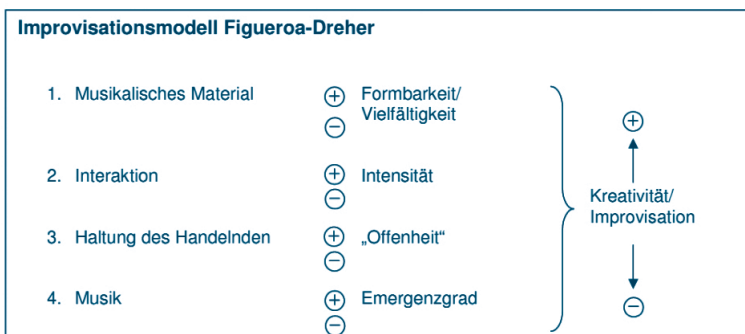 Improvisationsmodell Figueroa-Dreher
1. Musikalisches Material + Formbarkeit/
− Vielfältigkeit
2. Interaktion + Intensität
−
3. Haltung des Handelnden + „Offenheit“
−
4. Musik + Emergenzgrad
−
+
Kreativität/
Improvisation
−